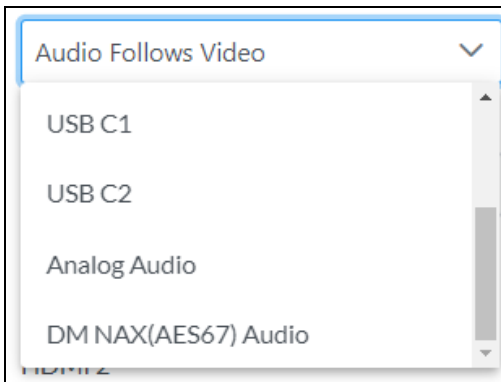 Audio Follows Video
USB C1
USB C2
Analog Audio
DM NAX(AES67) Audio